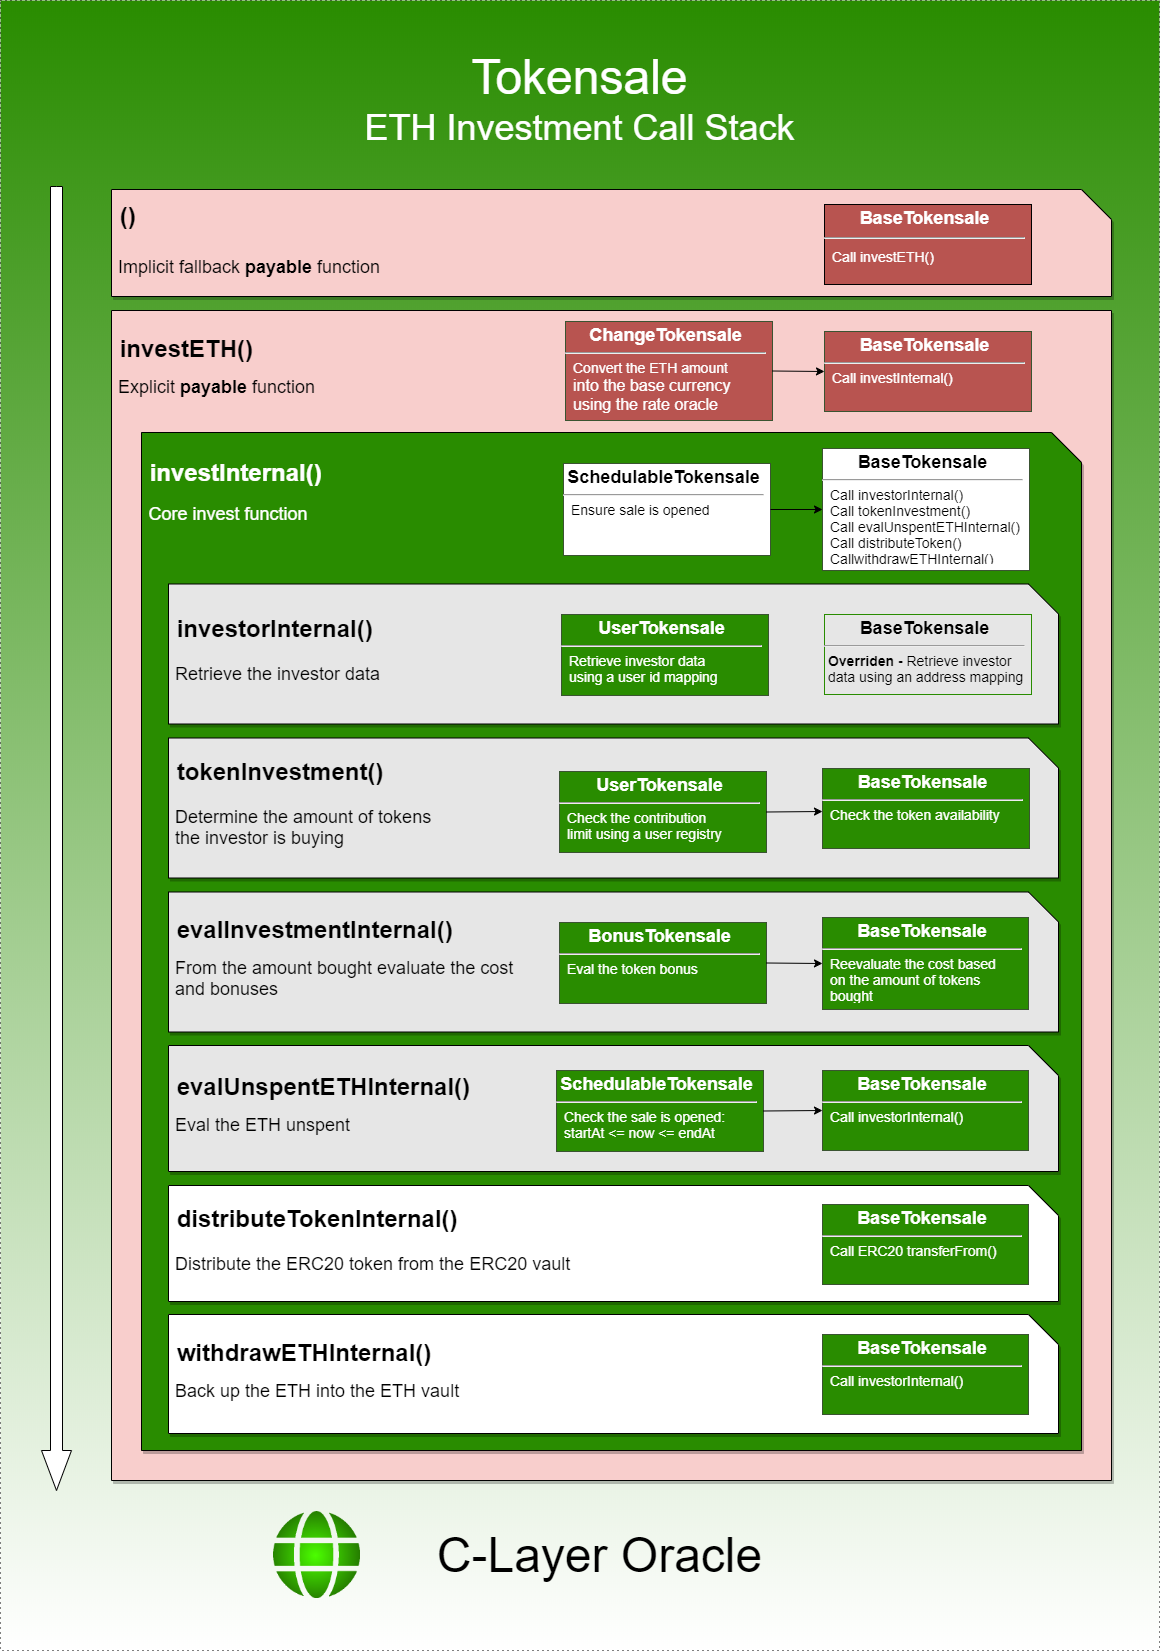 Tokensale
ETH Investment Call Stack
()
Implicit fallback payable function
BaseTokensale
Call investETH()
investETH()
Explicit payable function
ChangeTokensale
Convert the ETH amount
into the base currency
using the rate oracle
BaseTokensale
Call investInternal()
investInternal()
Core invest function
SchedulableTokensale
Ensure sale is opened
BaseTokensale
Call investorInternal()
Call tokenInvestment()
Call evalUnspentETHInternal()
Call distributeToken()
CallwithdrawETHInternal()
investorInternal()
Retrieve the investor data
UserTokensale
Retrieve investor data
using a user id mapping
BaseTokensale
Overriden - Retrieve investor
data using an address mapping
tokenInvestment()
Determine the amount of tokens
the investor is buying
UserTokensale
Check the contribution
limit using a user registry
BaseTokensale
Check the token availability
evalInvestmentInternal()
From the amount bought evaluate the cost
and bonuses
BonusTokensale
Eval the token bonus
BaseTokensale
Reevaluate the cost based
on the amount of tokens
bought
evalUnspentETHInternal()
Eval the ETH unspent
SchedulableTokensale
Check the sale is opened:
startAt <= now <= endAt
BaseTokensale
Call investorInternal()
distributeTokenInternal()
Distribute the ERC20 token from the ERC20 vault
BaseTokensale
Call ERC20 transferFrom()
withdrawETHInternal()
Back up the ETH into the ETH vault
BaseTokensale
Call investorInternal()
C-Layer Oracle